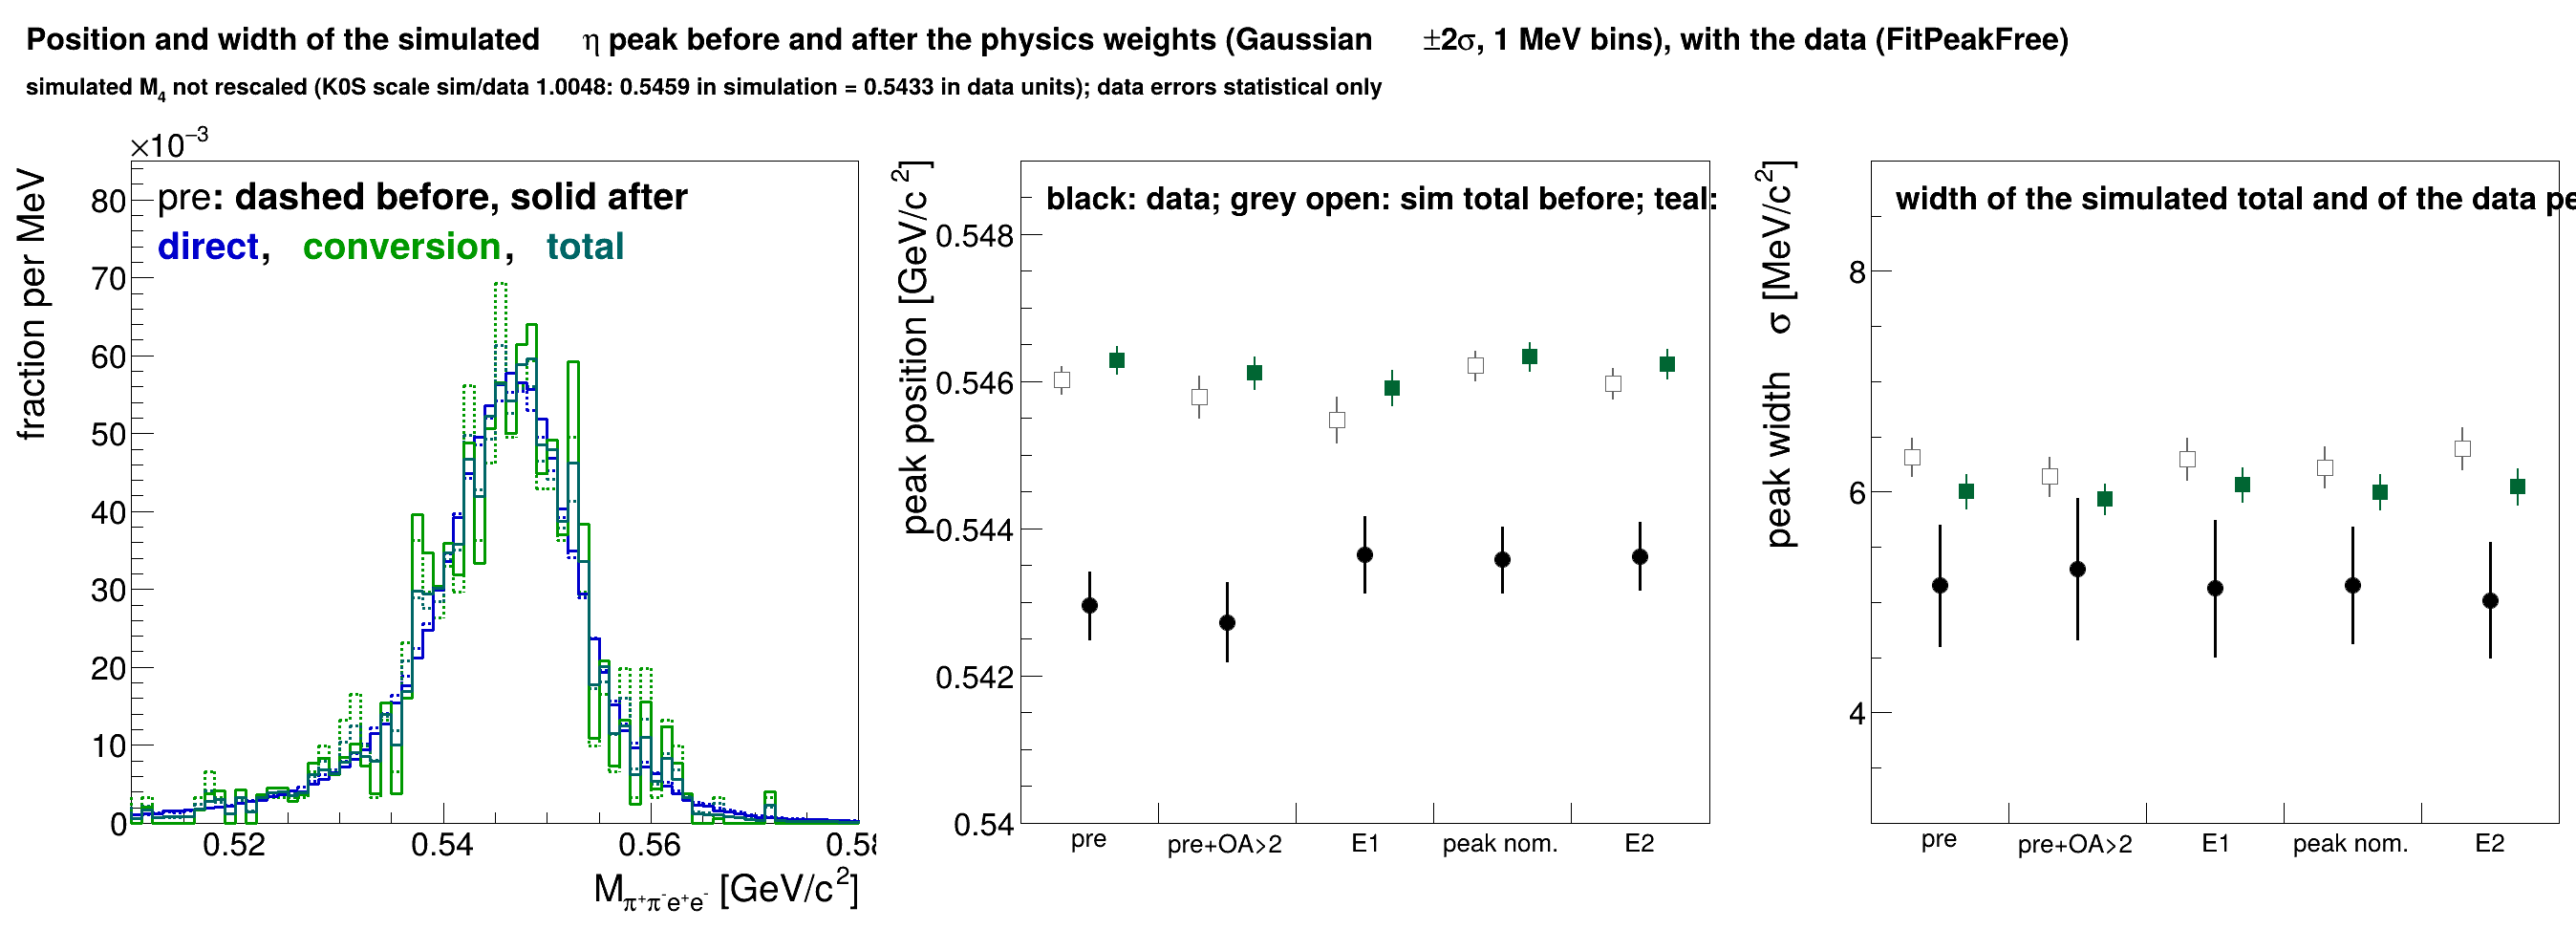 Position and width of the simulated η peak before and after the physics weights (Gaussian ±2σ, 1 MeV bins), with the data (FitPeakFree)
simulated M4 not rescaled (K0S scale sim/data 1.0048: 0.5459 in simulation = 0.5433 in data units); data errors statistical only
×10−3
fraction per MeV
pre: dashed before, solid after
direct, conversion, total
80
70
60
50
40
30
20
10
0
0.52 0.54 0.56 0.58
Mπ+π-e+e- [GeV/c2]
peak position [GeV/c2]
black: data; grey open: sim total before; teal:
0.548
0.546
0.544
0.542
0.54
pre pre+OA>2 E1 peak nom. E2
peak width σ [MeV/c2]
width of the simulated total and of the data pe
8
6
4
pre pre+OA>2 E1 peak nom. E2